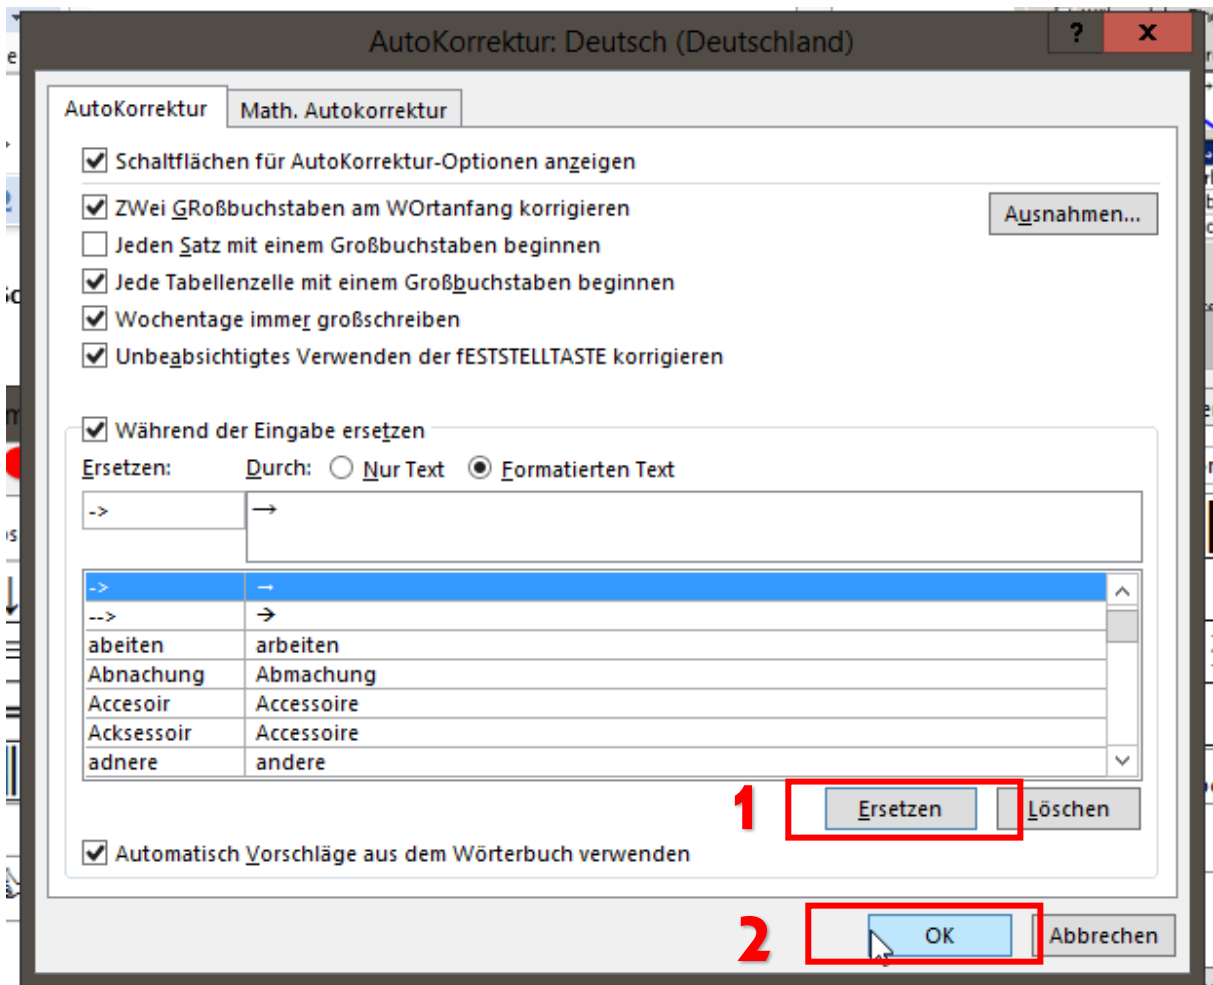 AutoKorrektur: Deutsch (Deutschland)
? x
AutoKorrektur Math. Autokorrektur
Schaltflächen für AutoKorrektur-Optionen anzeigen
ZWei GRoßbuchstaben am WOrtanfang korrigieren
Ausnahmen...
Jeden Satz mit einem Großbuchstaben beginnen
Jede Tabellenzelle mit einem Großbuchstaben beginnen
Wochentage immer großschreiben
Unbeabsichtigtes Verwenden der fESTSTELLTASTE korrigieren
Während der Eingabe ersetzen
Ersetzen: Durch: Nur Text Formatierten Text
-> →
-> →
--> →
abeiten arbeiten
Abnachung Abmachung
Accesoir Accessoire
Acksessoir Accessoire
adnere andere
1 Ersetzen Löschen
Automatisch Vorschläge aus dem Wörterbuch verwenden
2 OK Abbrechen